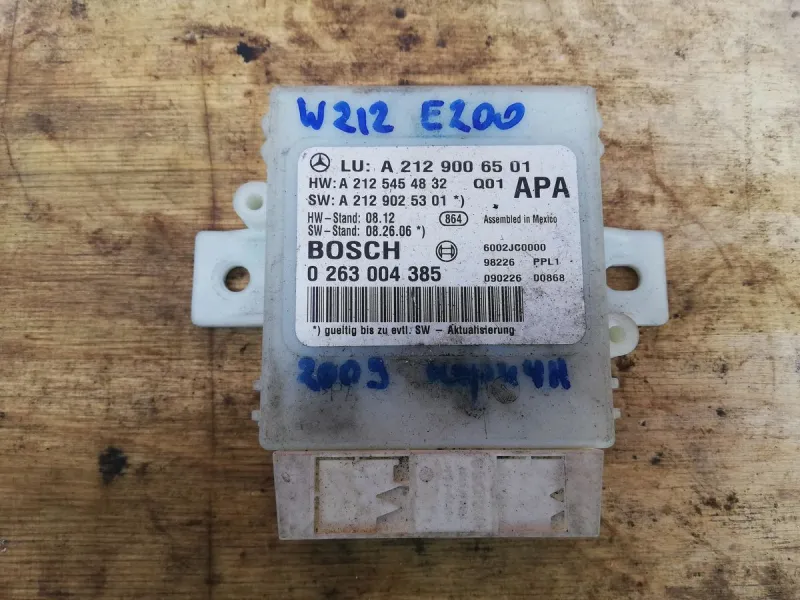 W212 E200
LU: A 212 900 65 01
HW: A 212 545 48 32 Q01 APA
SW: A 212 902 53 01 *)
HW-Stand: 08.12 864 Assembled in Mexico
SW-Stand: 08.26.06 *)
BOSCH 6002JC0000
98226 PPL1
0 263 004 385 090226 00868
*) gueltig bis zu evtl. SW - Aktualisierung
2009